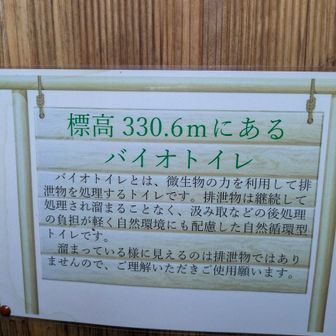 標高330.6mにある
バイオトイレ
バイオトイレとは、微生物の力を利用して排
泄物を処理するトイレです。排泄物は継続して
処理され溜まることなく、汲み取などの後処理
の負担が軽く自然環境にも配慮した自然循環型
トイレです。
溜まっている様に見えるのは排泄物ではあり
ませんので、ご理解いただきご使用願います。